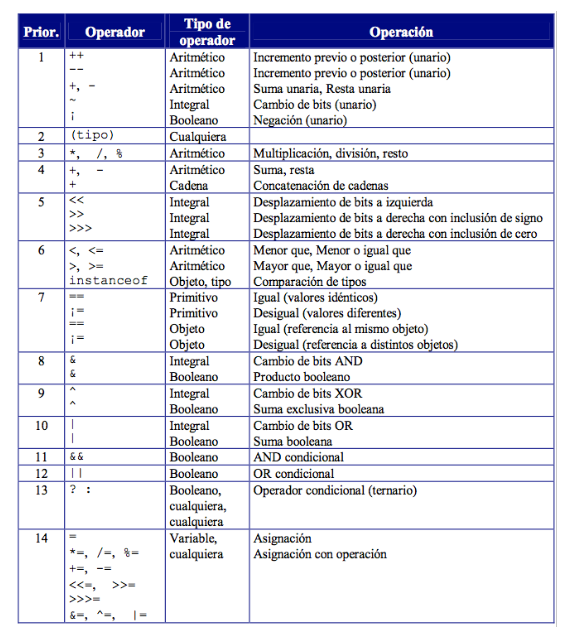 Prior. Operador Tipo de operador Operación
1 ++ Aritmético Incremento previo o posterior (unario)
-- Aritmético Incremento previo o posterior (unario)
+, - Aritmético Suma unaria, Resta unaria
~ Integral Cambio de bits (unario)
¡ Booleano Negación (unario)
2 (tipo) Cualquiera
3 *, /, % Aritmético Multiplicación, división, resto
4 +, - Aritmético Suma, resta
+ Cadena Concatenación de cadenas
5 << Integral Desplazamiento de bits a izquierda
>> Integral Desplazamiento de bits a derecha con inclusión de signo
>>> Integral Desplazamiento de bits a derecha con inclusión de cero
6 <, <= Aritmético Menor que, Menor o igual que
>, >= Aritmético Mayor que, Mayor o igual que
instanceof Objeto, tipo Comparación de tipos
7 == Primitivo Igual (valores idénticos)
¡= Primitivo Desigual (valores diferentes)
== Objeto Igual (referencia al mismo objeto)
¡= Objeto Desigual (referencia a distintos objetos)
8 & Integral Cambio de bits AND
& Booleano Producto booleano
9 ^ Integral Cambio de bits XOR
^ Booleano Suma exclusiva booleana
10 | Integral Cambio de bits OR
| Booleano Suma booleana
11 && Booleano AND condicional
12 || Booleano OR condicional
13 ? : Booleano, Operador condicional (ternario)
cualquiera,
cualquiera
14 = Variable, Asignación
*=, /=, %= cualquiera Asignación con operación
+=, -=
<<=, >>=
>>>=
&=, ^=, |=